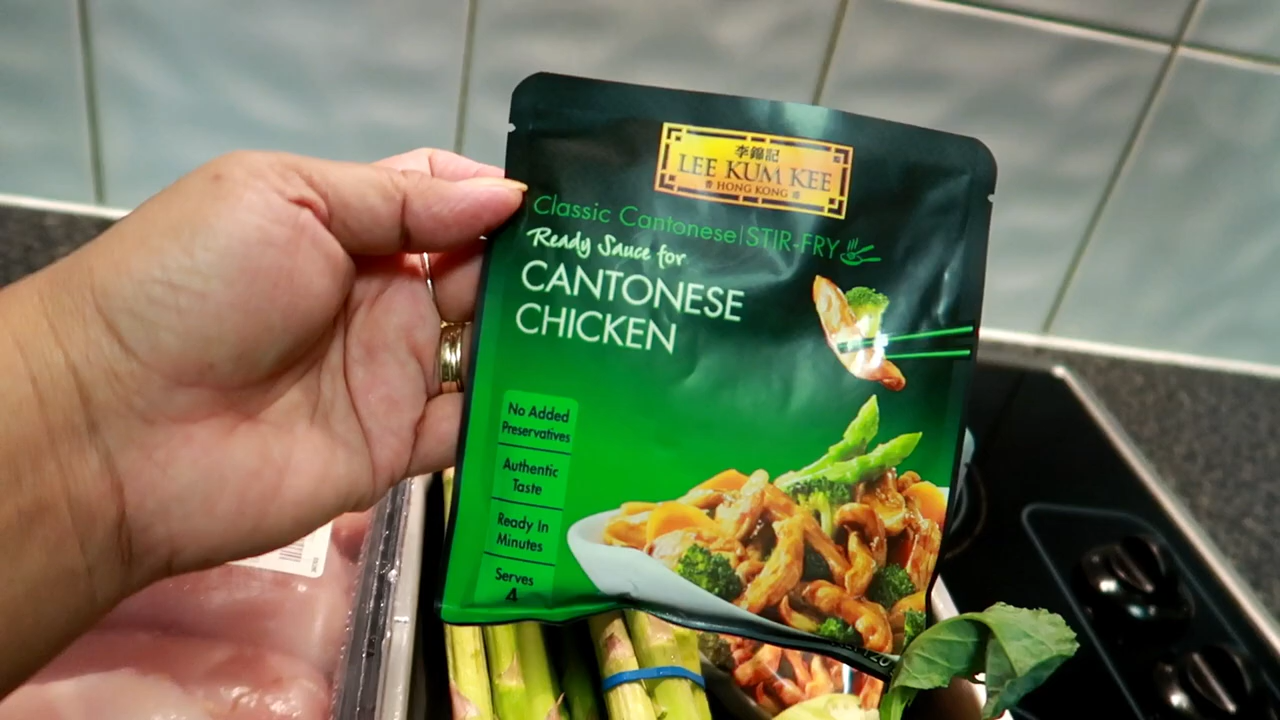 李錦記
LEE KUM KEE
香 HONG KONG 港
Classic Cantonese|STIR-FRY
Ready Sauce for
CANTONESE
CHICKEN
No Added
Preservatives
Authentic
Taste
Ready In
Minutes
Serves
4